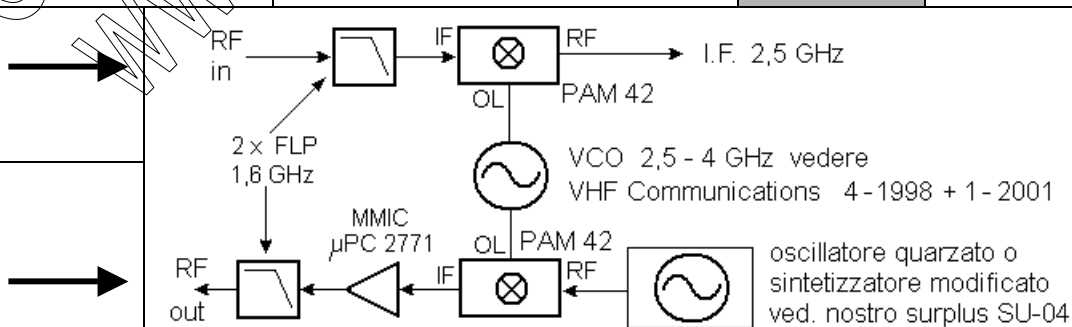 RF
in
IF
RF
I.F. 2,5 GHz
OL
PAM 42
2 x FLP
1,6 GHz
VCO 2,5 - 4 GHz vedere
VHF Communications 4 - 1998 + 1 - 2001
MMIC
µPC 2771
OL
PAM 42
RF
out
IF
RF
oscillatore quarzato o
sintetizzatore modificato
ved. nostro surplus SU-04